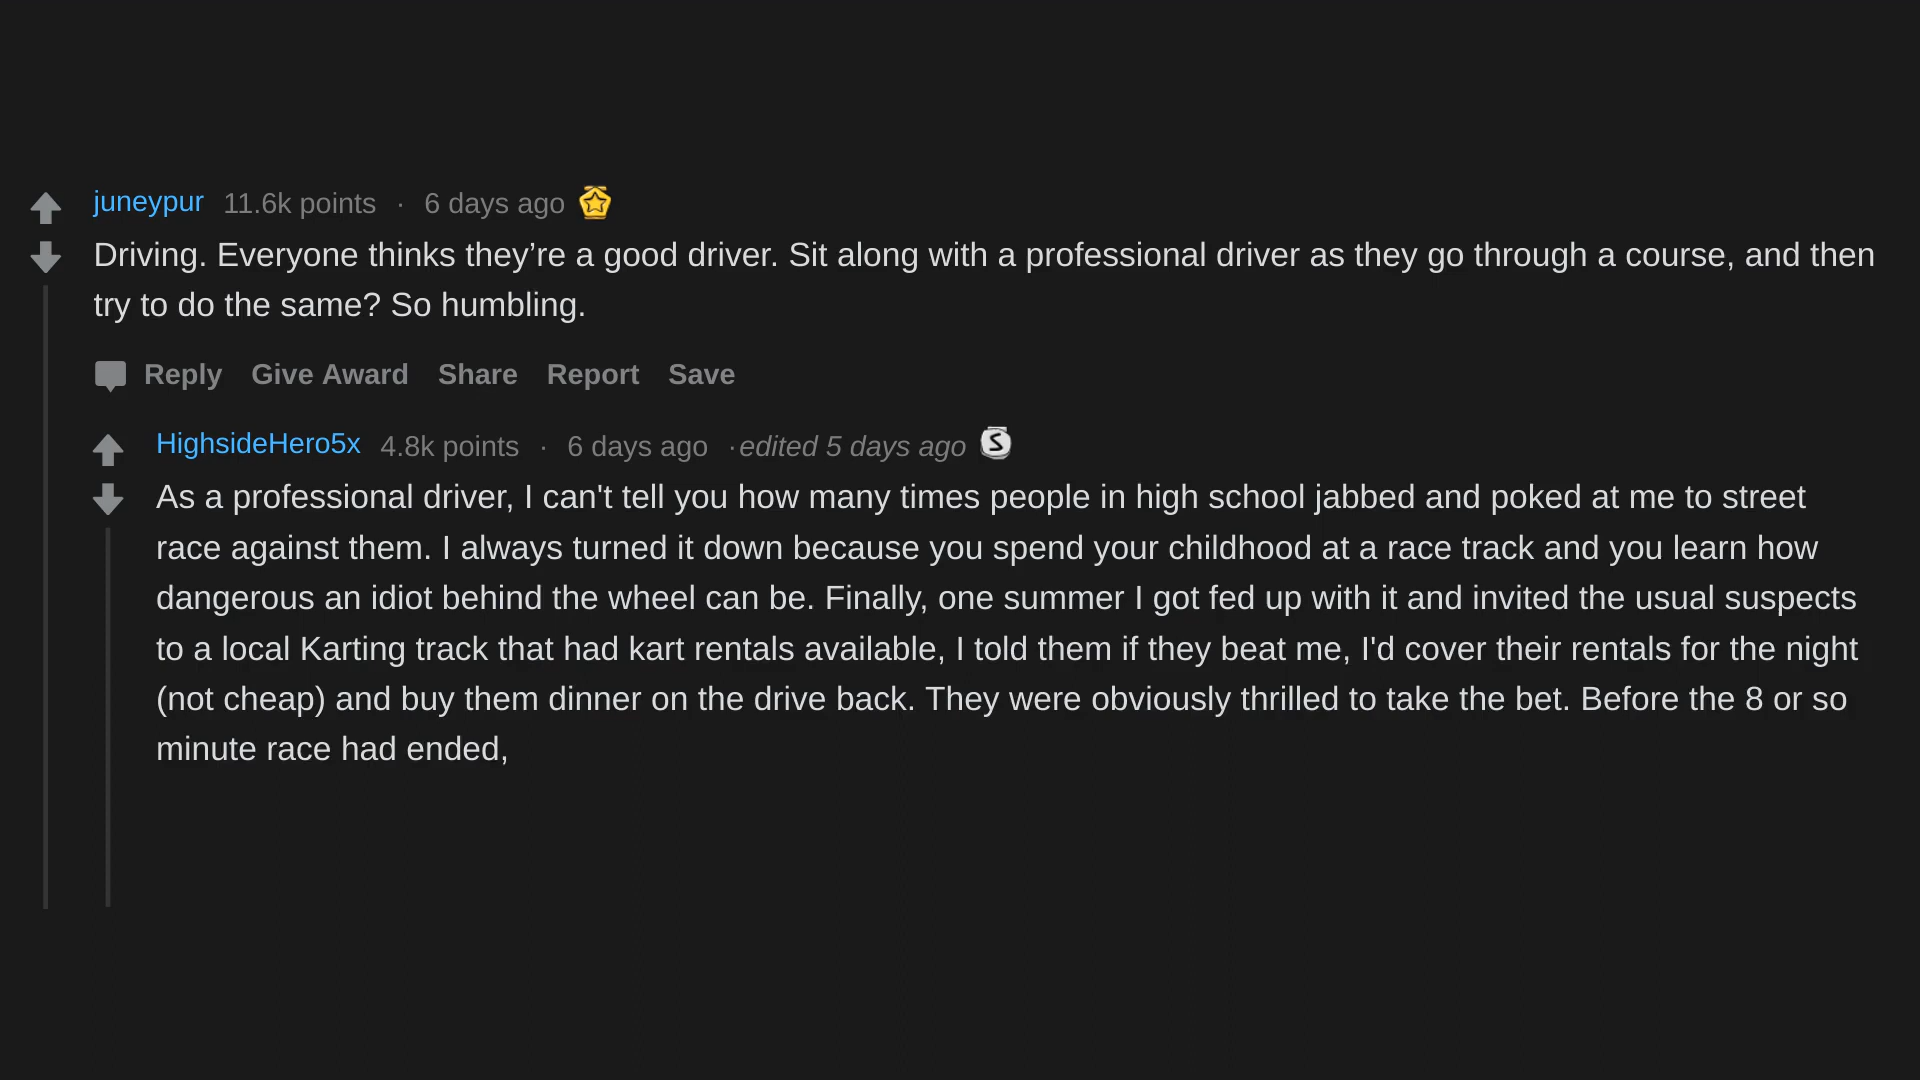 juneypur 11.6k points · 6 days ago
Driving. Everyone thinks they’re a good driver. Sit along with a professional driver as they go through a course, and then
try to do the same? So humbling.
Reply Give Award Share Report Save
HighsideHero5x 4.8k points · 6 days ago ·edited 5 days ago S
As a professional driver, I can't tell you how many times people in high school jabbed and poked at me to street
race against them. I always turned it down because you spend your childhood at a race track and you learn how
dangerous an idiot behind the wheel can be. Finally, one summer I got fed up with it and invited the usual suspects
to a local Karting track that had kart rentals available, I told them if they beat me, I'd cover their rentals for the night
(not cheap) and buy them dinner on the drive back. They were obviously thrilled to take the bet. Before the 8 or so
minute race had ended,